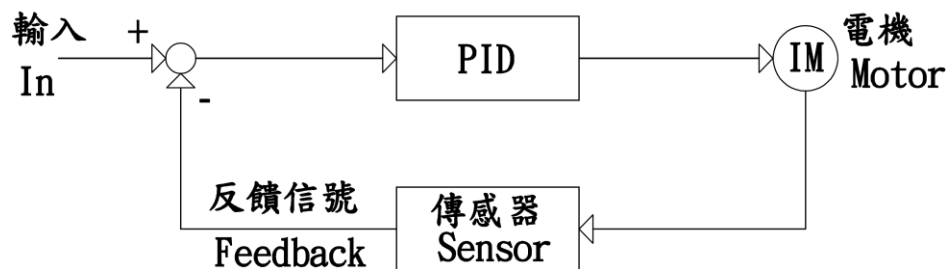 輸入 +
In
-
PID
IM
電機
Motor
反饋信號
Feedback
傳感器
Sensor